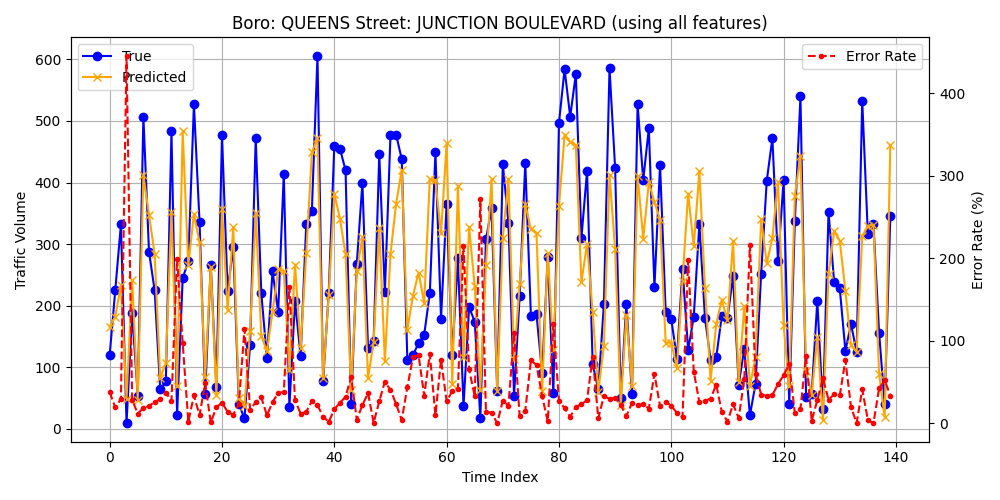 Boro: QUEENS Street: JUNCTION BOULEVARD (using all features)
True
Predicted
Error Rate
600
500
400
300
200
100
0
Traffic Volume
400
300
200
100
0
Error Rate (%)
0 20 40 60 80 100 120 140
Time Index